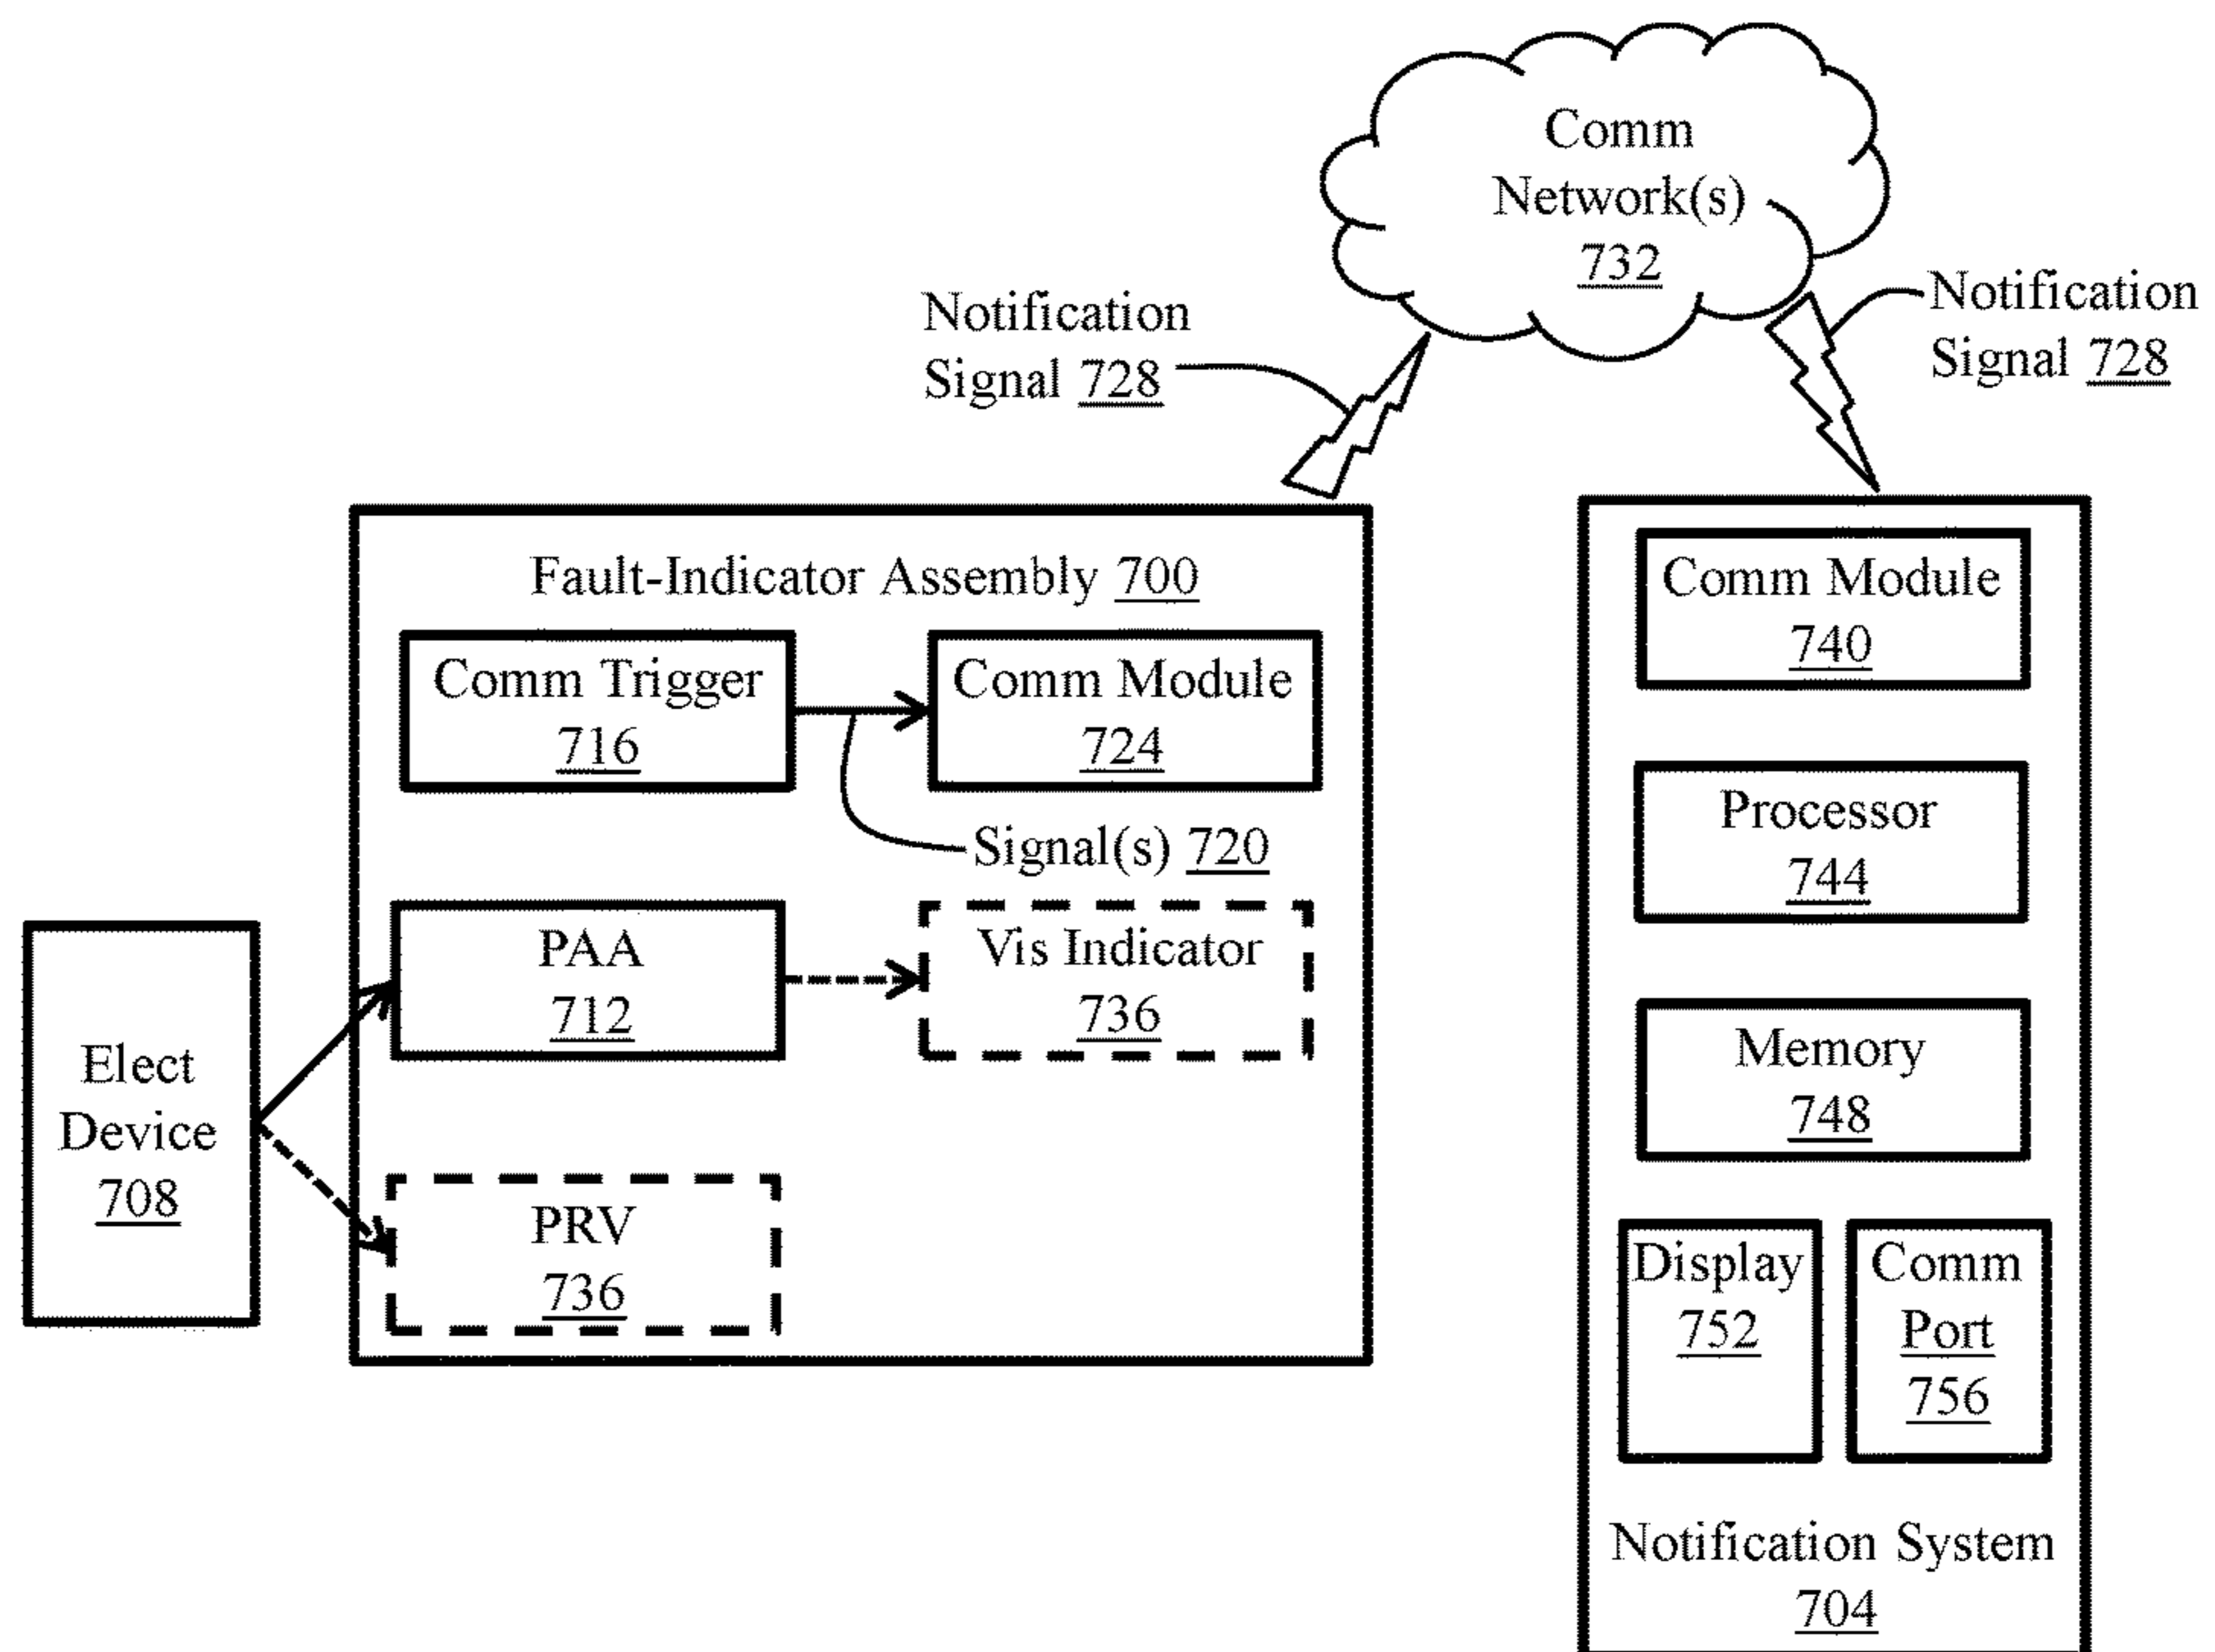 Comm
Network(s)
732
Notification
Signal 728
Notification
Signal 728
Fault-Indicator Assembly 700
Comm Trigger
716
Comm Module
724
Signal(s) 720
PAA
712
Vis Indicator
736
Elect
Device
708
PRV
736
Comm Module
740
Processor
744
Memory
748
Display
752
Comm
Port
756
Notification System
704